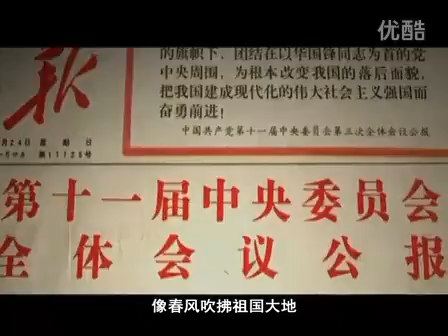 优酷
的旗帜下，团结在以华国锋同志为首的党
中央周围，为根本改变我国的落后面貌，
把我国建成现代化的伟大社会主义强国而
奋勇前进！
中国共产党第十一届中央委员会第三次全体会议公报
报
月24日 星期日
第11125号
第十一届中央委员会
全体会议公报
像春风吹拂祖国大地